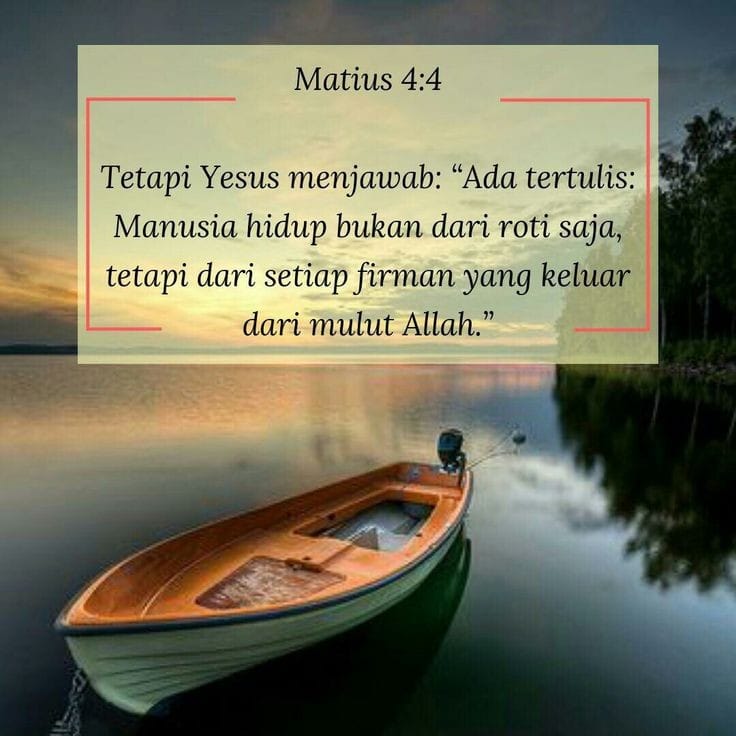 Matius 4:4
Tetapi Yesus menjawab: “Ada tertulis:
Manusia hidup bukan dari roti saja,
tetapi dari setiap firman yang keluar
dari mulut Allah.”